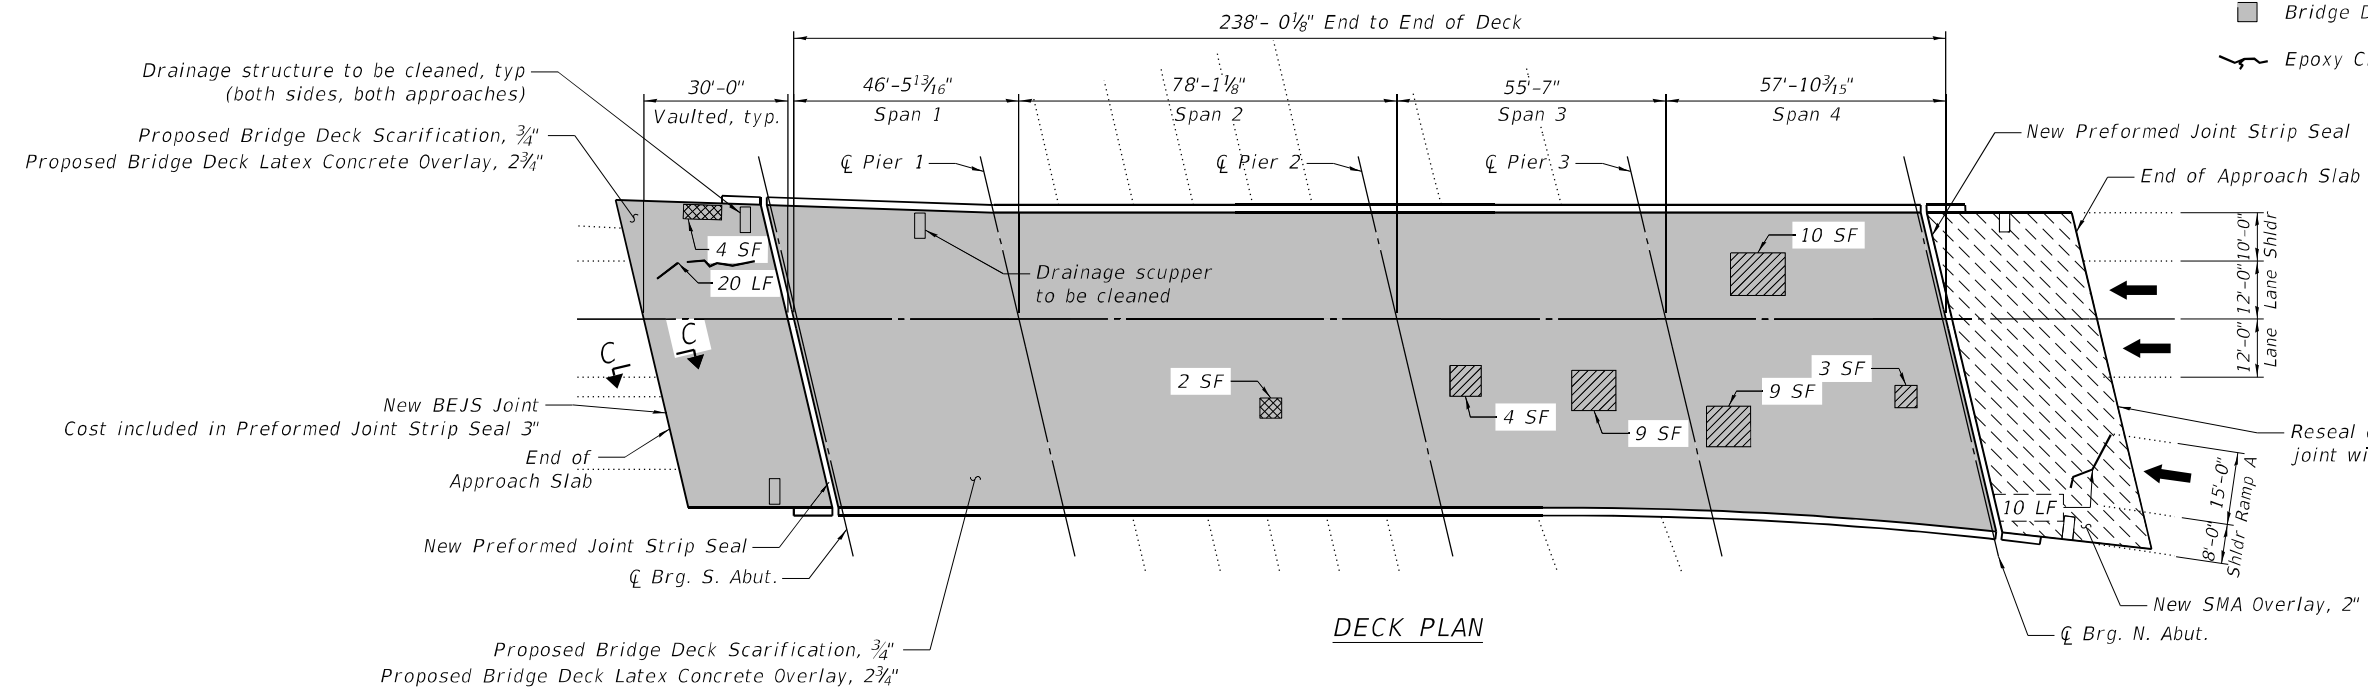 238'- 0⅛" End to End of Deck
Bridge D
Epoxy C
Drainage structure to be cleaned, typ
(both sides, both approaches)
30'-0"
Vaulted, typ.
46'-5 13/16"
Span 1
78'-1⅛"
Span 2
55'-7"
Span 3
57'-10 3/15"
Span 4
Proposed Bridge Deck Scarification, ¾"
Proposed Bridge Deck Latex Concrete Overlay, 2¾"
℄ Pier 1
℄ Pier 2
℄ Pier 3
New Preformed Joint Strip Seal
End of Approach Slab
4 SF
20 LF
Drainage scupper
to be cleaned
10 SF
10'-0"
Shldr
12'-0"
Lane
12'-0"
Lane
C
C
2 SF
4 SF
9 SF
9 SF
3 SF
New BEJS Joint
Cost included in Preformed Joint Strip Seal 3"
End of
Approach Slab
Reseal
joint wi
15'-0"
Ramp A
8'-0"
Shldr
10 LF
New Preformed Joint Strip Seal
℄ Brg. S. Abut.
New SMA Overlay, 2"
℄ Brg. N. Abut.
DECK PLAN
Proposed Bridge Deck Scarification, ¾"
Proposed Bridge Deck Latex Concrete Overlay, 2¾"